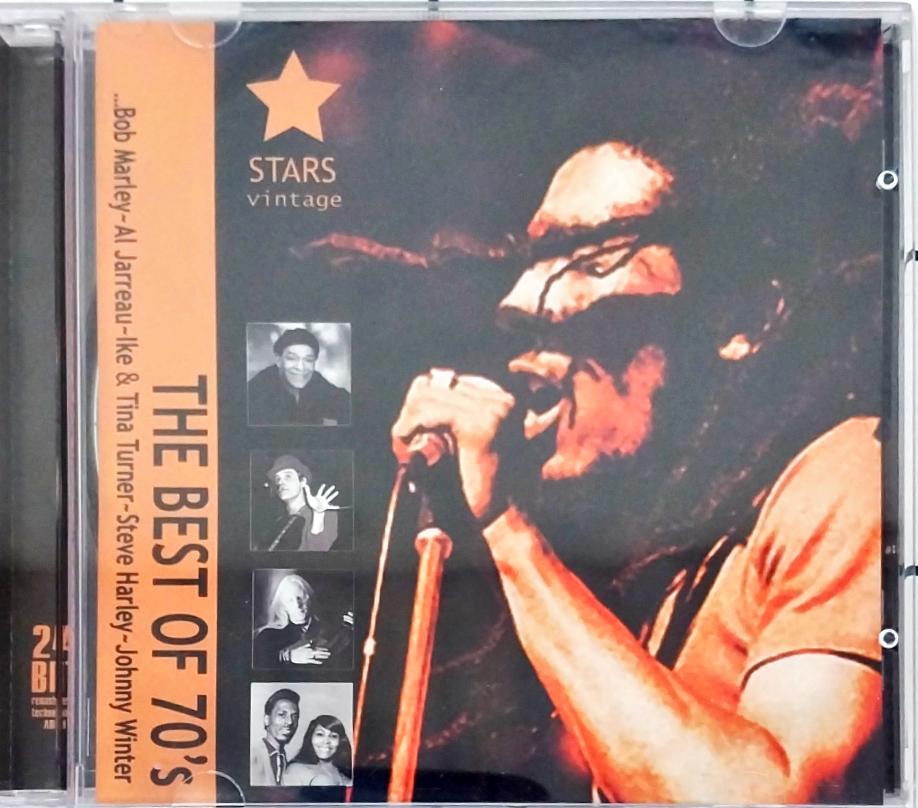 STARS
vintage
THE BEST OF 70's
...Bob Marley~Al Jarreau~Ike & Tina Turner~Steve Harley~Johnny Winter